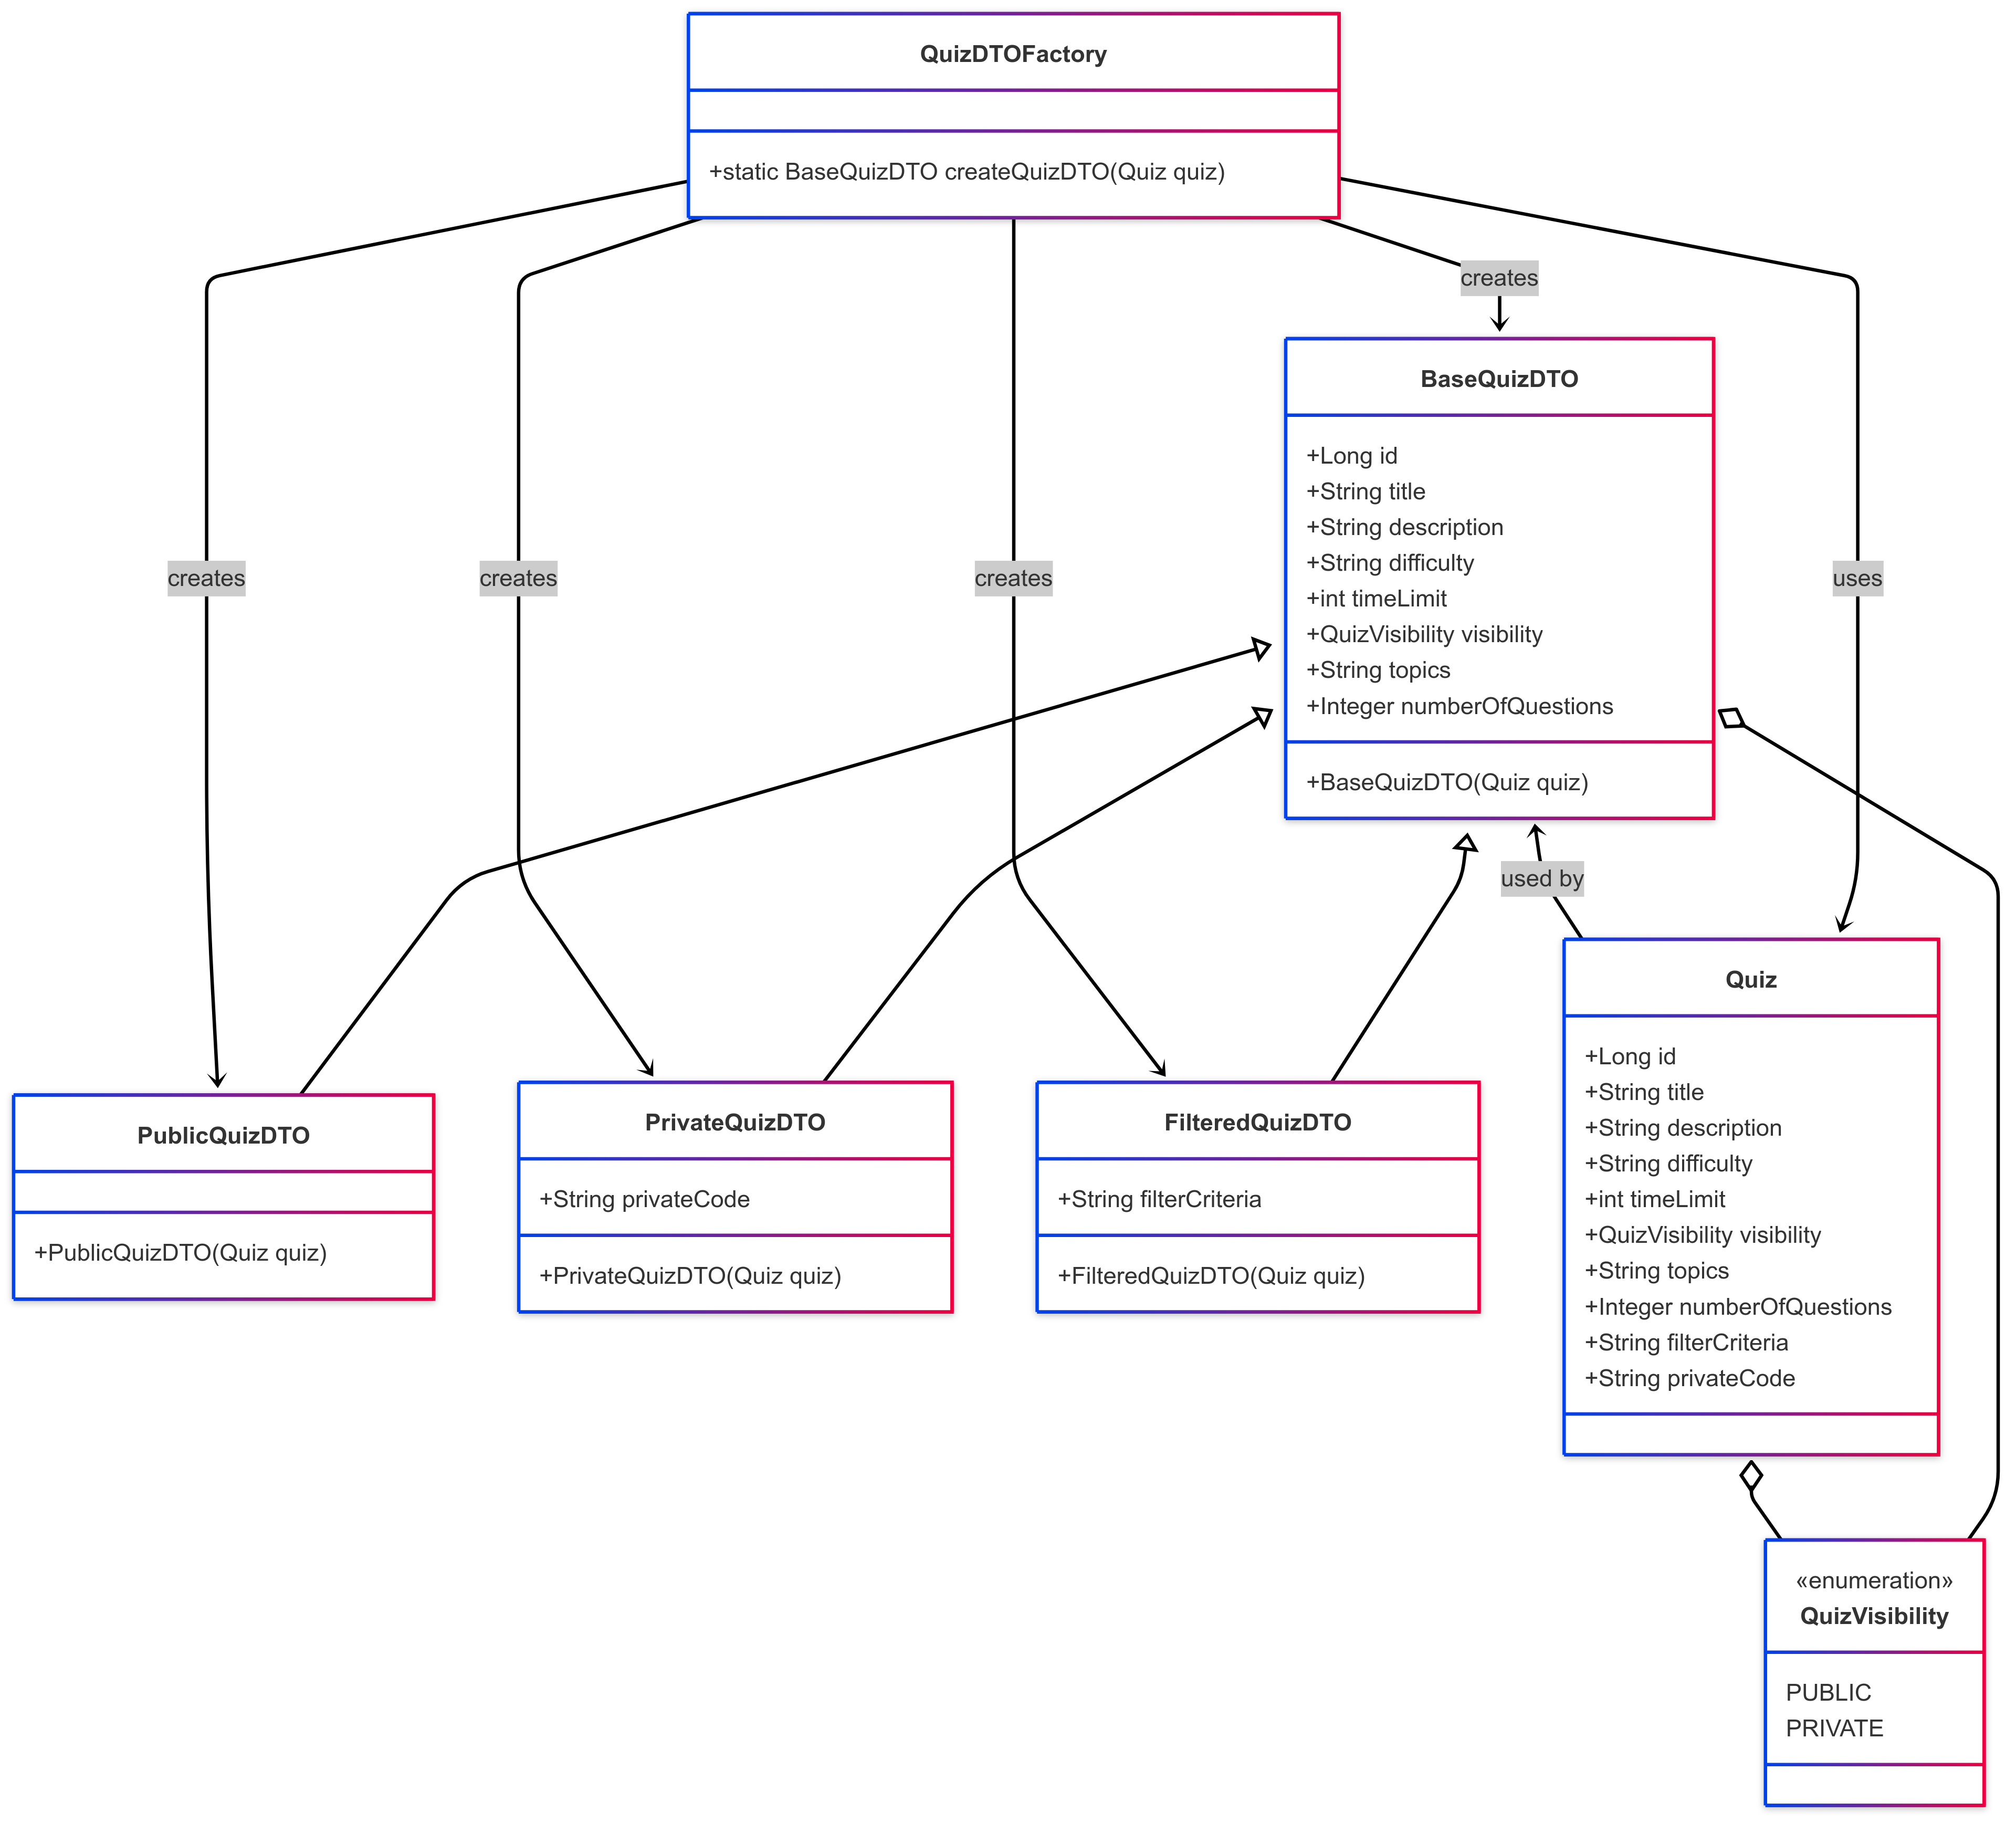 QuizDTOFactory
+static BaseQuizDTO createQuizDTO(Quiz quiz)
creates
BaseQuizDTO
+Long id
+String title
+String description
+String difficulty
+int timeLimit
+QuizVisibility visibility
+String topics
+Integer numberOfQuestions
+BaseQuizDTO(Quiz quiz)
creates
creates
creates
uses
used by
PublicQuizDTO
+PublicQuizDTO(Quiz quiz)
PrivateQuizDTO
+String privateCode
+PrivateQuizDTO(Quiz quiz)
FilteredQuizDTO
+String filterCriteria
+FilteredQuizDTO(Quiz quiz)
Quiz
+Long id
+String title
+String description
+String difficulty
+int timeLimit
+QuizVisibility visibility
+String topics
+Integer numberOfQuestions
+String filterCriteria
+String privateCode
«enumeration»
QuizVisibility
PUBLIC
PRIVATE